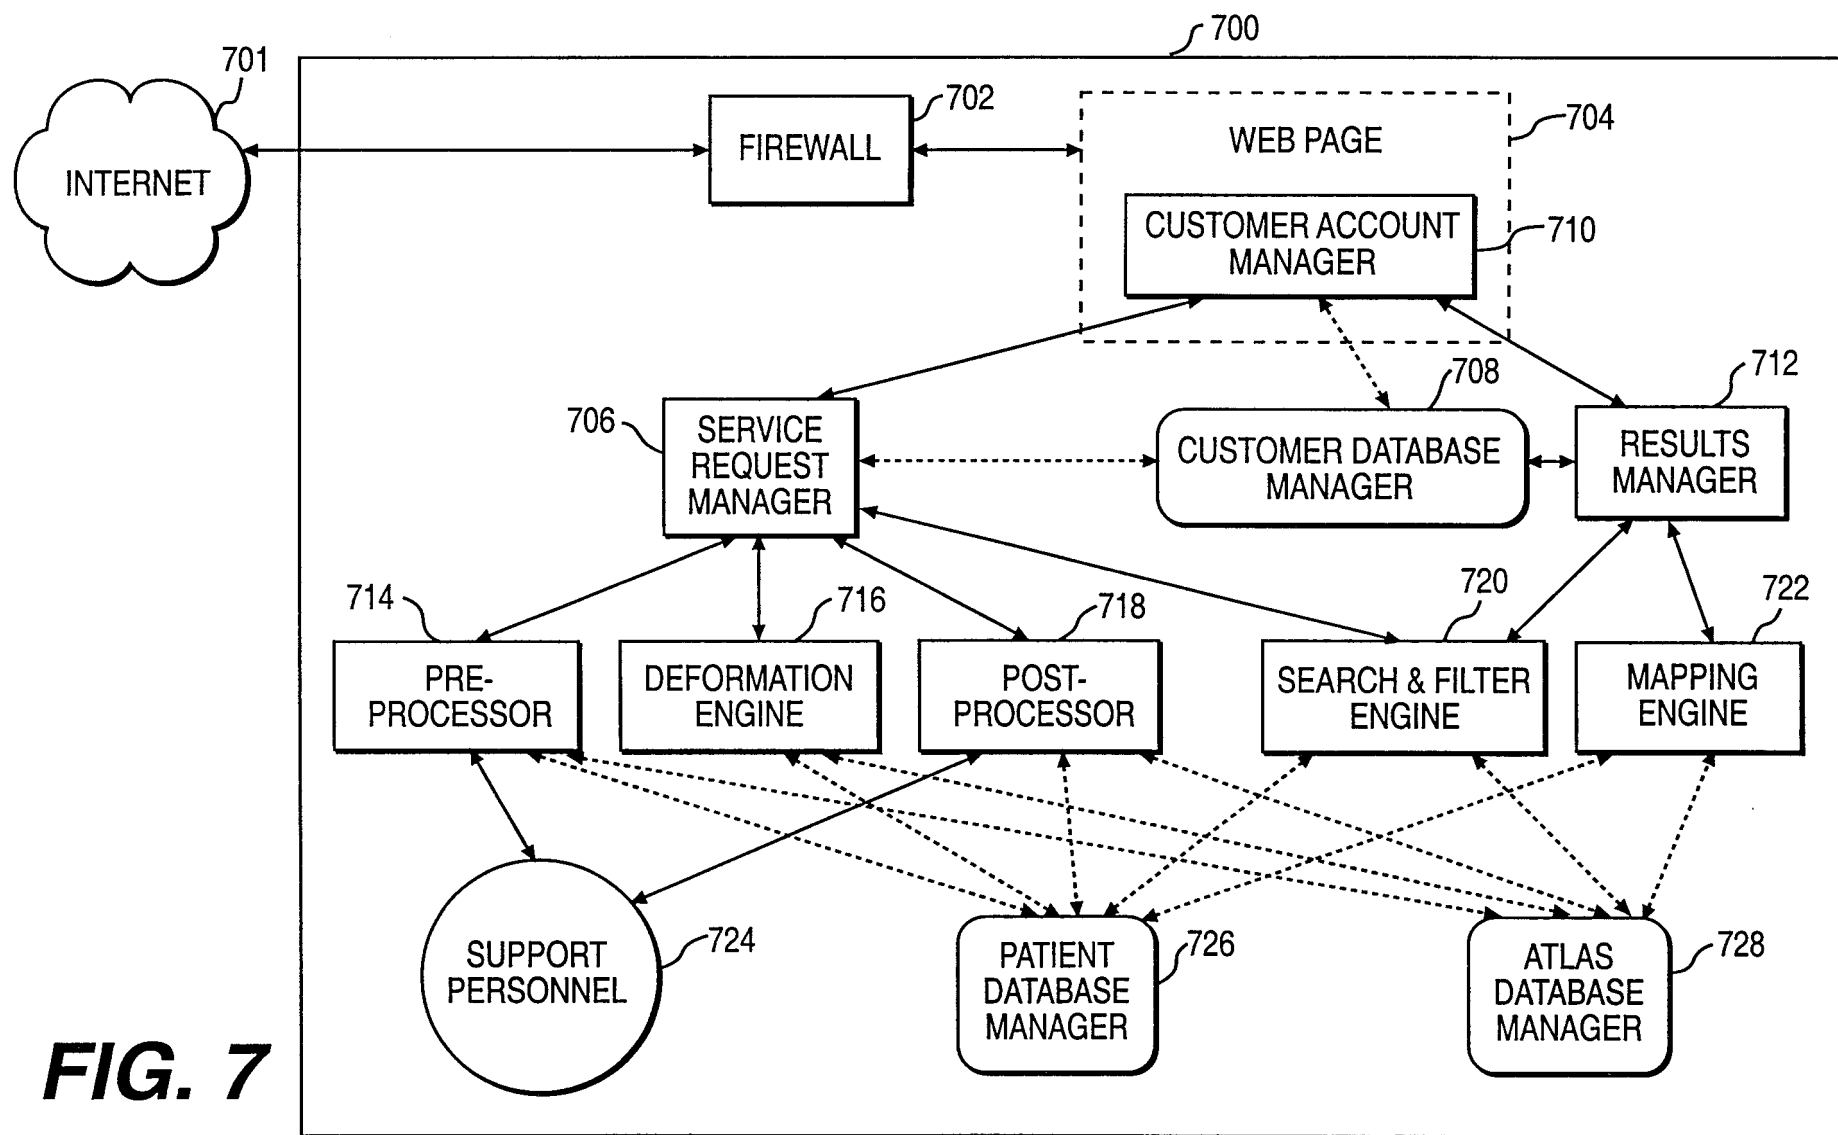 700
701
702
FIREWALL
704
WEB PAGE
INTERNET
CUSTOMER ACCOUNT
MANAGER
710
708
712
706
SERVICE
REQUEST
MANAGER
CUSTOMER DATABASE
MANAGER
RESULTS
MANAGER
714
716
718
720
722
PRE-
PROCESSOR
DEFORMATION
ENGINE
POST-
PROCESSOR
SEARCH & FILTER
ENGINE
MAPPING
ENGINE
SUPPORT
PERSONNEL
724
PATIENT
DATABASE
MANAGER
726
ATLAS
DATABASE
MANAGER
728
FIG. 7